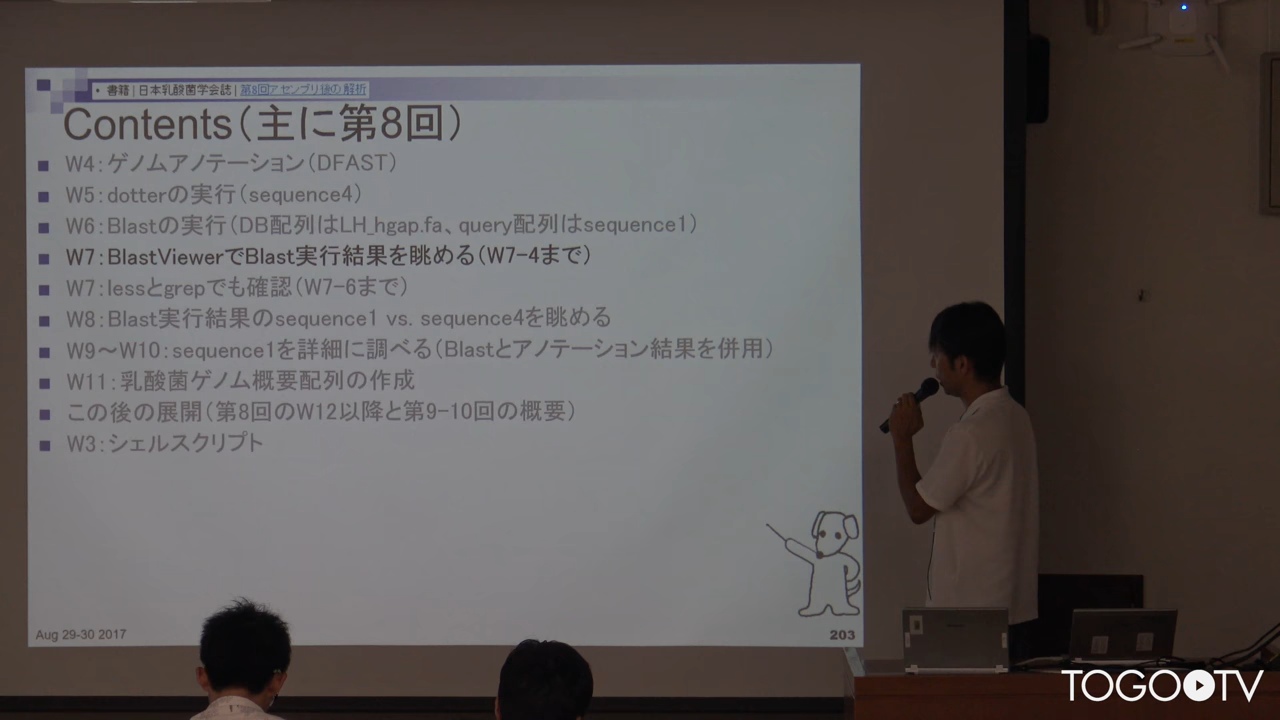 • 書籍 | 日本乳酸菌学会誌 | 第8回アセンブリ後の解析
Contents(主に第8回)
■ W4:ゲノムアノテーション(DFAST)
■ W5:dotterの実行(sequence4)
■ W6:Blastの実行(DB配列はLH_hgap.fa、query配列はsequence1)
■ W7:BlastViewerでBlast実行結果を眺める(W7-4まで)
■ W7:lessとgrepでも確認(W7-6まで)
■ W8:Blast実行結果のsequence1 vs. sequence4を眺める
■ W9~W10:sequence1を詳細に調べる(Blastとアノテーション結果を併用)
■ W11:乳酸菌ゲノム概要配列の作成
■ この後の展開(第8回のW12以降と第9-10回の概要)
■ W3:シェルスクリプト
Aug 29-30 2017
203
TOGOTV